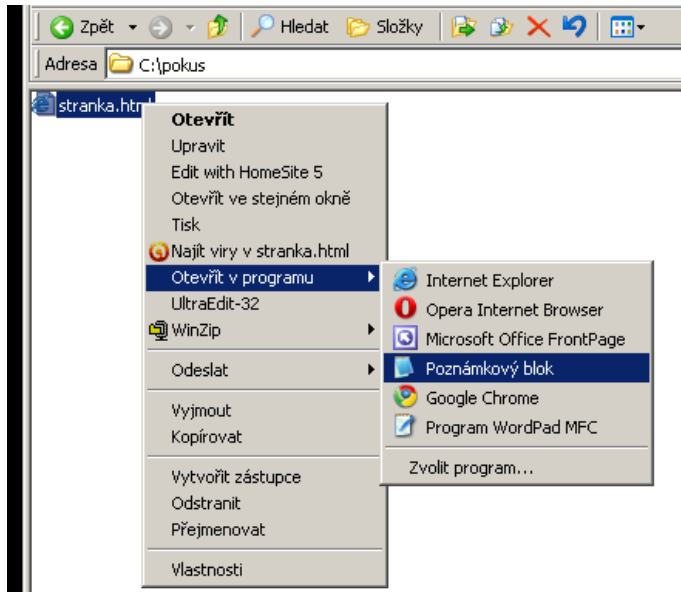 Zpět Hledat Složky
Adresa C:\pokus
stranka.html
Otevřít
Upravit
Edit with HomeSite 5
Otevřít ve stejném okně
Tisk
Najít viry v stranka.html
Otevřít v programu
UltraEdit-32
WinZip
Odeslat
Vyjmout
Kopírovat
Vytvořit zástupce
Odstranit
Přejmenovat
Vlastnosti
Internet Explorer
Opera Internet Browser
Microsoft Office FrontPage
Poznámkový blok
Google Chrome
Program WordPad MFC
Zvolit program...